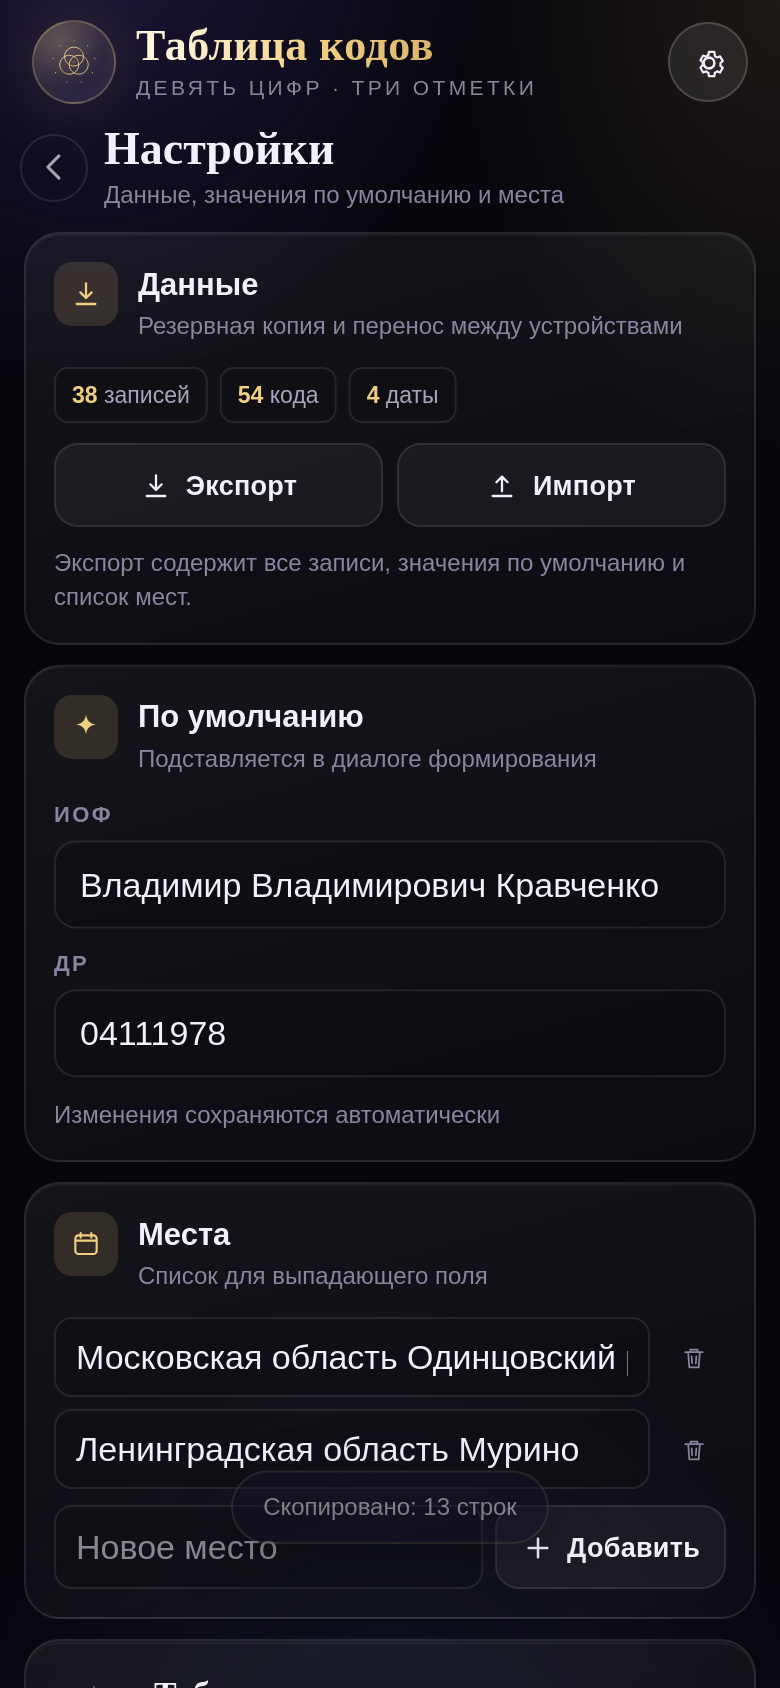 Таблица кодов
ДЕВЯТЬ ЦИФР · ТРИ ОТМЕТКИ
Настройки
Данные, значения по умолчанию и места
Данные
Резервная копия и перенос между устройствами
38 записей
54 кода
4 даты
Экспорт
Импорт
Экспорт содержит все записи, значения по умолчанию и
список мест.
По умолчанию
Подставляется в диалоге формирования
ИОФ
Владимир Владимирович Кравченко
ДР
04111978
Изменения сохраняются автоматически
Места
Список для выпадающего поля
Московская область Одинцовский
Ленинградская область Мурино
Скопировано: 13 строк
Новое место
Добавить